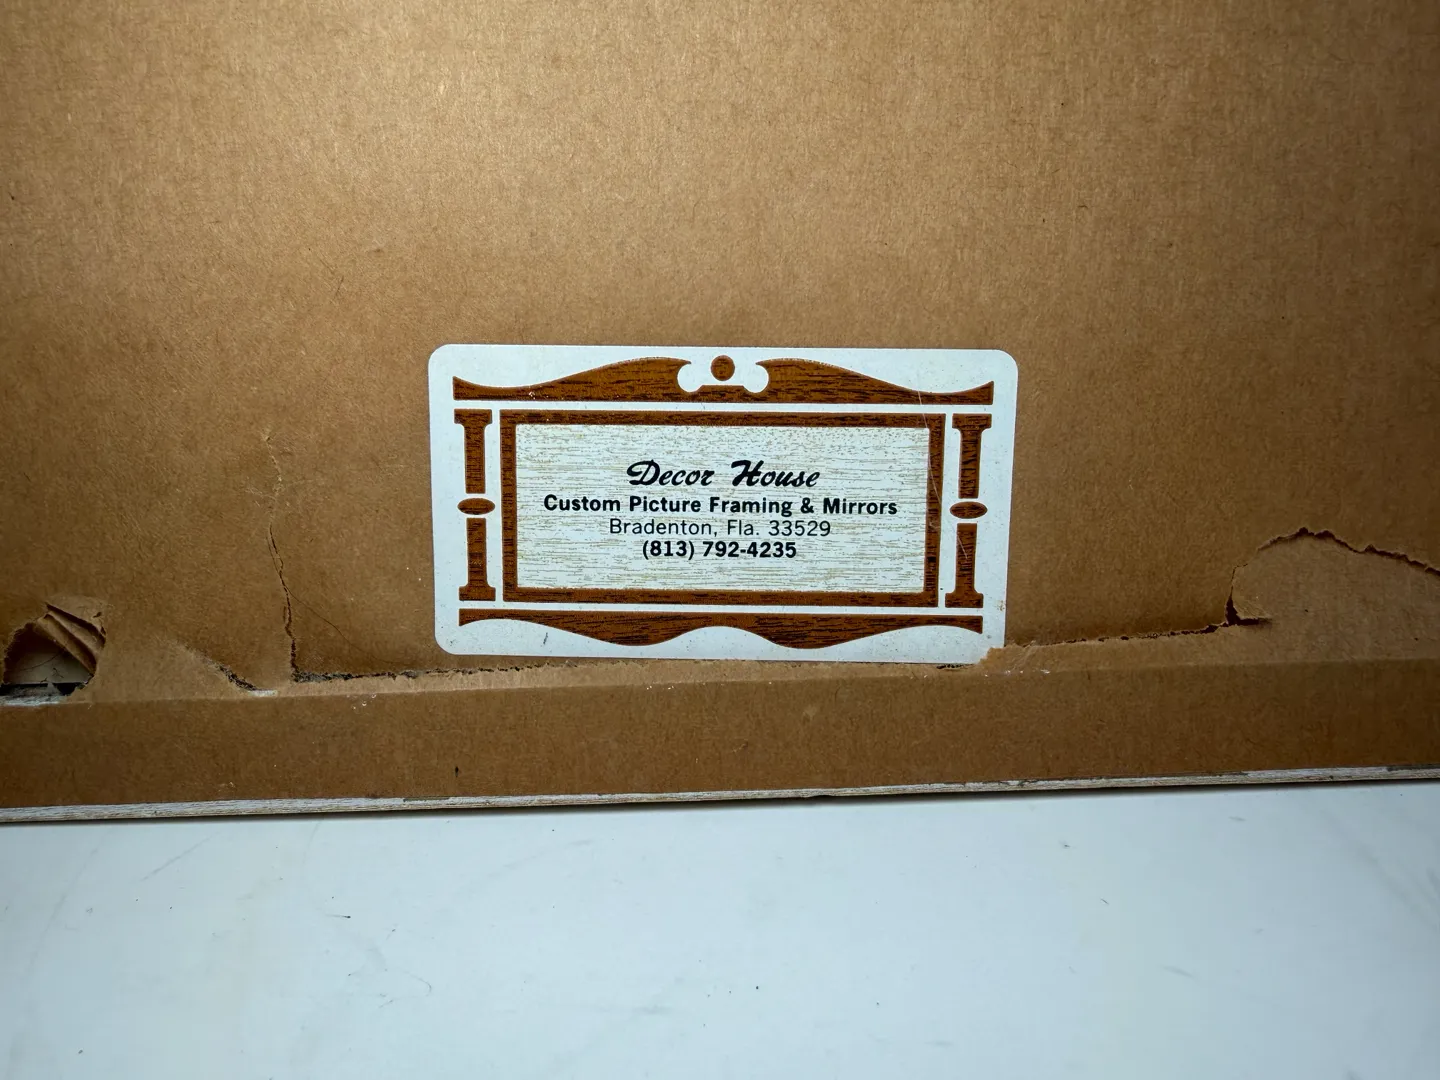 Decor House
Custom Picture Framing & Mirrors
Bradenton, Fla. 33529
(813) 792-4235